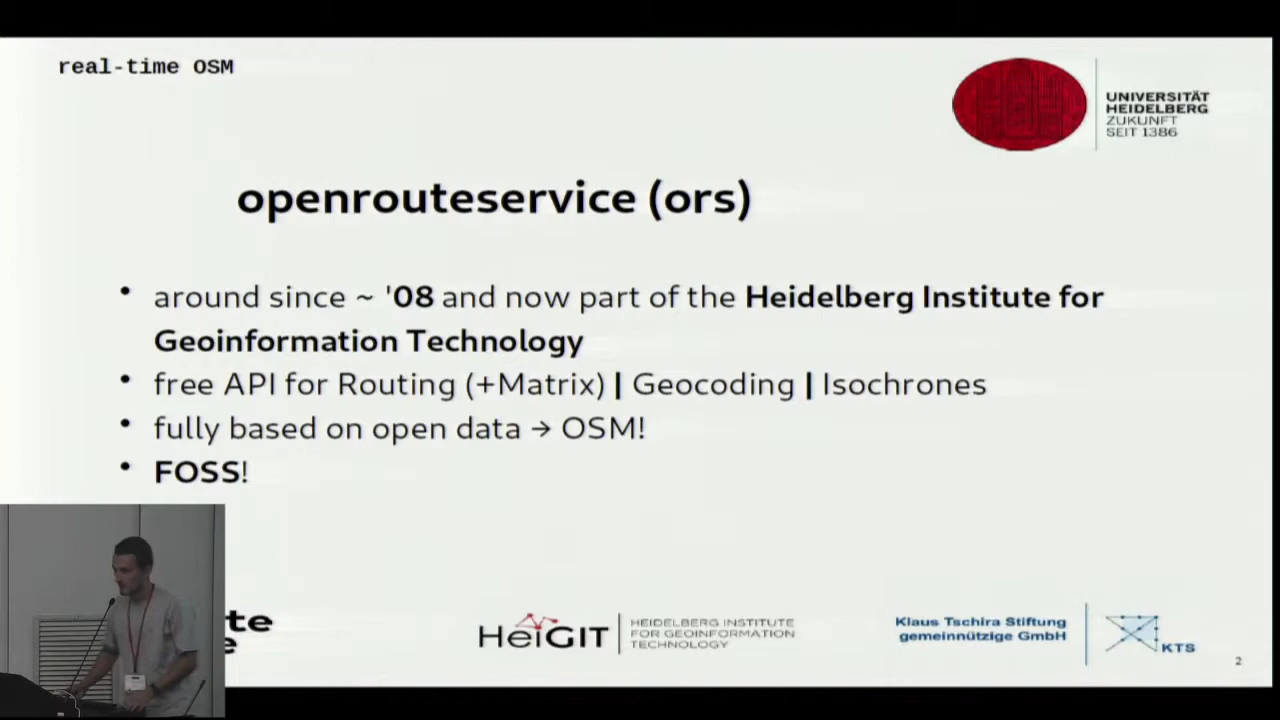 real-time OSM
UNIVERSITÄT
HEIDELBERG
ZUKUNFT
SEIT 1386
openrouteservice (ors)
• around since ~ '08 and now part of the Heidelberg Institute for
Geoinformation Technology
• free API for Routing (+Matrix) | Geocoding | Isochrones
• fully based on open data → OSM!
• FOSS!
HeiGIT
HEIDELBERG INSTITUTE
FOR GEOINFORMATION
TECHNOLOGY
Klaus Tschira Stiftung
gemeinnützige GmbH
KTS
2